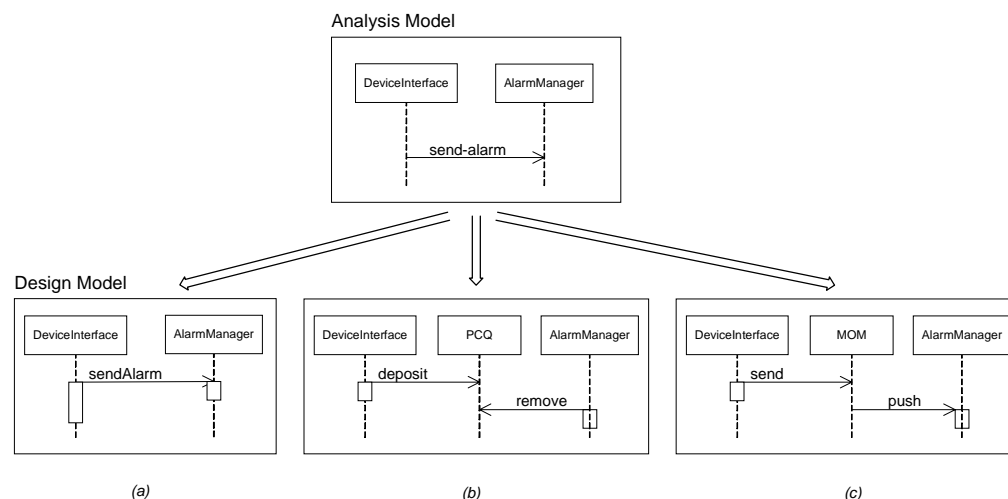 Analysis Model
DeviceInterface
AlarmManager
send-alarm
Design Model
DeviceInterface
AlarmManager
sendAlarm
(a)
DeviceInterface
PCQ
AlarmManager
deposit
remove
(b)
DeviceInterface
MOM
AlarmManager
send
push
(c)